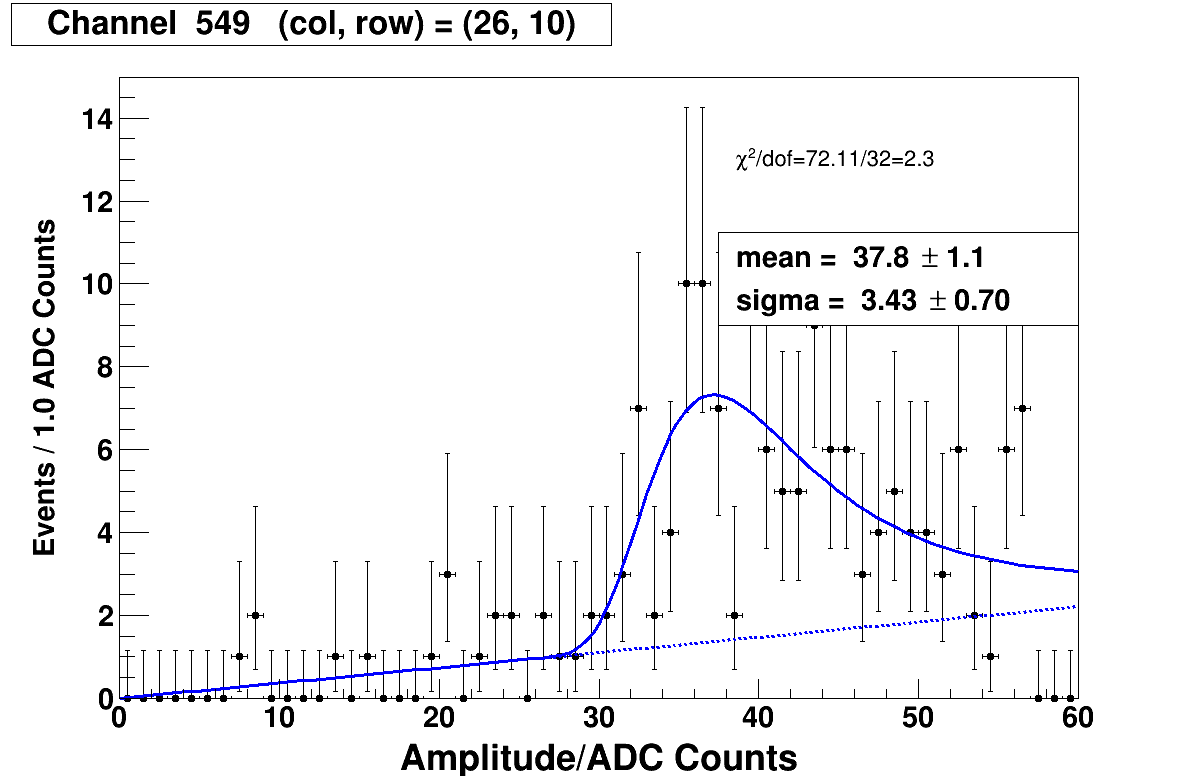 Channel 549 (col, row) = (26, 10)
Events / 1.0 ADC Counts
14
12
10
8
6
4
2
0
χ²/dof=72.11/32=2.3
mean = 37.8 ± 1.1
sigma = 3.43 ± 0.70
0 10 20 30 40 50 60
Amplitude/ADC Counts